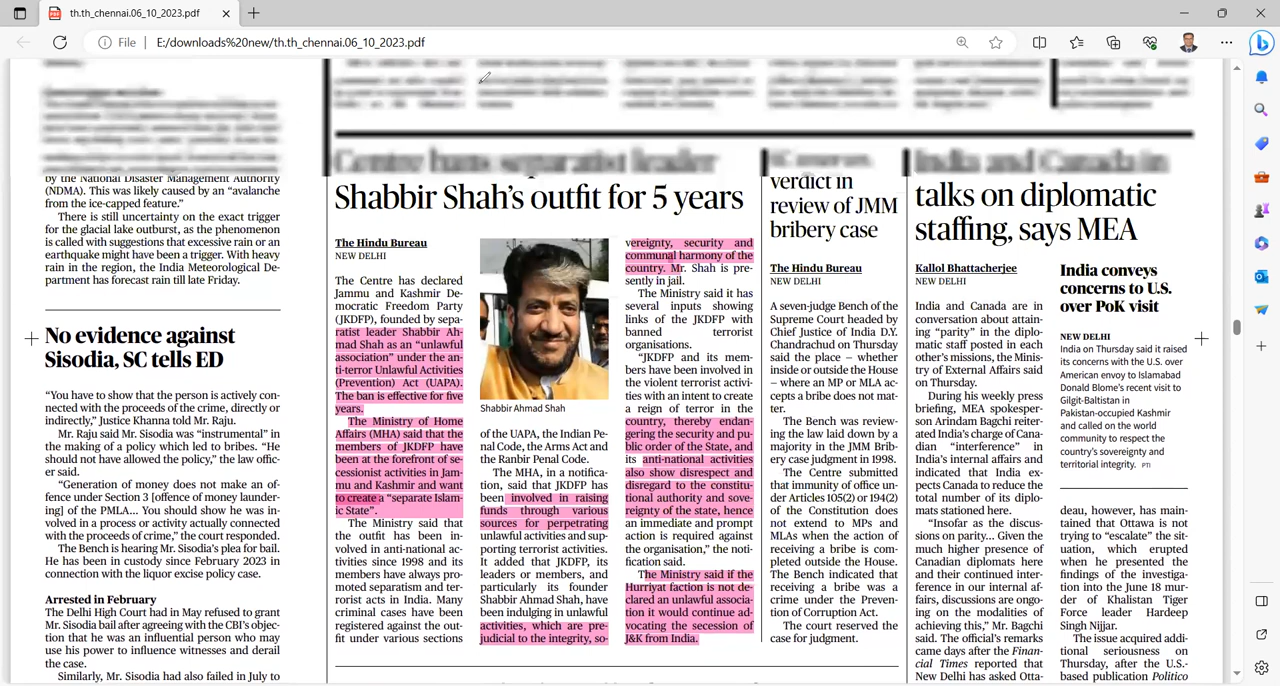 th.th_chennai.06_10_2023.pdf
File
E:/downloads%20new/th.th_chennai.06_10_2023.pdf
by the National Disaster Management Authority
(NDMA). This was likely caused by an “avalanche
from the ice-capped feature.”
There is still uncertainty on the exact trigger
for the glacial lake outburst, as the phenomenon
is called with suggestions that excessive rain or an
earthquake might have been a trigger. With heavy
rain in the region, the India Meteorological De-
partment has forecast rain till late Friday.
No evidence against
Sisodia, SC tells ED
“You have to show that the person is actively con-
nected with the proceeds of the crime, directly or
indirectly,” Justice Khanna told Mr. Raju.
Mr. Raju said Mr. Sisodia was “instrumental” in
the making of a policy which led to bribes. “He
should not have allowed the policy,” the law offic-
er said.
“Generation of money does not make an of-
fence under Section 3 [offence of money launder-
ing] of the PMLA... You should show he was in-
volved in a process or activity actually connected
with the proceeds of crime,” the court responded.
The Bench is hearing Mr. Sisodia’s plea for bail.
He has been in custody since February 2023 in
connection with the liquor excise policy case.
Arrested in February
The Delhi High Court had in May refused to grant
Mr. Sisodia bail after agreeing with the CBI’s objec-
tion that he was an influential person who may
use his power to influence witnesses and derail
the case.
Similarly, Mr. Sisodia had also failed in July to
Centre bans separatist leader
Shabbir Shah’s outfit for 5 years
The Hindu Bureau
NEW DELHI
The Centre has declared
Jammu and Kashmir De-
mocratic Freedom Party
(JKDFP), founded by sepa-
ratist leader Shabbir Ah-
mad Shah as an “unlawful
association” under the an-
ti-terror Unlawful Activities
(Prevention) Act (UAPA).
The ban is effective for five
years.
The Ministry of Home
Affairs (MHA) said that the
members of JKDFP have
been at the forefront of se-
cessionist activities in Jam-
mu and Kashmir and want
to create a “separate Islam-
ic State”.
The Ministry said that
the outfit has been in-
volved in anti-national ac-
tivities since 1998 and its
members have always pro-
moted separatism and ter-
rorist acts in India. Many
criminal cases have been
registered against the out-
fit under various sections
Shabbir Ahmad Shah
of the UAPA, the Indian Pe-
nal Code, the Arms Act and
the Ranbir Penal Code.
The MHA, in a notifica-
tion, said that JKDFP has
been involved in raising
funds through various
sources for perpetrating
unlawful activities and sup-
porting terrorist activities.
It added that JKDFP, its
leaders or members, and
particularly its founder
Shabbir Ahmad Shah, have
been indulging in unlawful
activities, which are pre-
judicial to the integrity, so-
vereignty, security and
communal harmony of the
country. Mr. Shah is pre-
sently in jail.
The Ministry said it has
several inputs showing
links of the JKDFP with
banned terrorist
organisations.
“JKDFP and its mem-
bers have been involved in
the violent terrorist activi-
ties with an intent to create
a reign of terror in the
country, thereby endan-
gering the security and pu-
blic order of the State, and
its anti-national activities
also show disrespect and
disregard to the constitu-
tional authority and sove-
reignty of the state, hence
an immediate and prompt
action is required against
the organisation,” the noti-
fication said.
The Ministry said if the
Hurriyat faction is not de-
clared an unlawful associa-
tion it would continue ad-
vocating the secession of
J&K from India.
verdict in
review of JMM
bribery case
The Hindu Bureau
NEW DELHI
A seven-judge Bench of the
Supreme Court headed by
Chief Justice of India D.Y.
Chandrachud on Thursday
said the place — whether
inside or outside the House
— where an MP or MLA ac-
cepts a bribe does not mat-
ter.
The Bench was review-
ing the law laid down by a
majority in the JMM Brib-
ery case judgment in 1998.
The Centre submitted
that immunity of office un-
der Articles 105(2) or 194(2)
of the Constitution does
not extend to MPs and
MLAs when the action of
receiving a bribe is com-
pleted outside the House.
The Bench indicated that
receiving a bribe was a
crime under the Preven-
tion of Corruption Act.
The court reserved the
case for judgment.
India and Canada in
talks on diplomatic
staffing, says MEA
Kallol Bhattacherjee
NEW DELHI
India and Canada are in
conversation about attain-
ing “parity” in the diplo-
matic staff posted in each
other’s missions, the Minis-
try of External Affairs said
on Thursday.
During his weekly press
briefing, MEA spokesper-
son Arindam Bagchi reiter-
ated India’s charge of Cana-
dian “interference” in
India’s internal affairs and
indicated that India ex-
pects Canada to reduce the
total number of its diplo-
mats stationed here.
“Insofar as the discus-
sions on parity... Given the
much higher presence of
Canadian diplomats here
and their continued inter-
ference in our internal af-
fairs, discussions are ongo-
ing on the modalities of
achieving this,” Mr. Bagchi
said. The official’s remarks
came days after the Finan-
cial Times reported that
New Delhi has asked Otta-
India conveys
concerns to U.S.
over PoK visit
NEW DELHI
India on Thursday said it raised
its concerns with the U.S. over
American envoy to Islamabad
Donald Blome’s recent visit to
Gilgit-Baltistan in
Pakistan-occupied Kashmir
and called on the world
community to respect the
country’s sovereignty and
territorial integrity. PTI
deau, however, has main-
tained that Ottawa is not
trying to “escalate” the sit-
uation, which erupted
when he presented the
findings of the investiga-
tion into the June 18 mur-
der of Khalistan Tiger
Force leader Hardeep
Singh Nijjar.
The issue acquired addi-
tional seriousness on
Thursday, after the U.S.-
based publication Politico